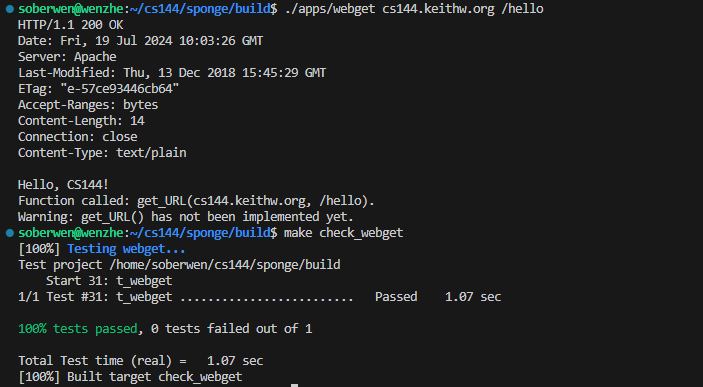 soberwen@wenzhe:~/cs144/sponge/build$ ./apps/webget cs144.keithw.org /hello
HTTP/1.1 200 OK
Date: Fri, 19 Jul 2024 10:03:26 GMT
Server: Apache
Last-Modified: Thu, 13 Dec 2018 15:45:29 GMT
ETag: "e-57ce93446cb64"
Accept-Ranges: bytes
Content-Length: 14
Connection: close
Content-Type: text/plain

Hello, CS144!
Function called: get_URL(cs144.keithw.org, /hello).
Warning: get_URL() has not been implemented yet.
soberwen@wenzhe:~/cs144/sponge/build$ make check_webget
[100%] Testing webget...
Test project /home/soberwen/cs144/sponge/build
    Start 31: t_webget
1/1 Test #31: t_webget .........................   Passed    1.07 sec

100% tests passed, 0 tests failed out of 1

Total Test time (real) =   1.07 sec
[100%] Built target check_webget